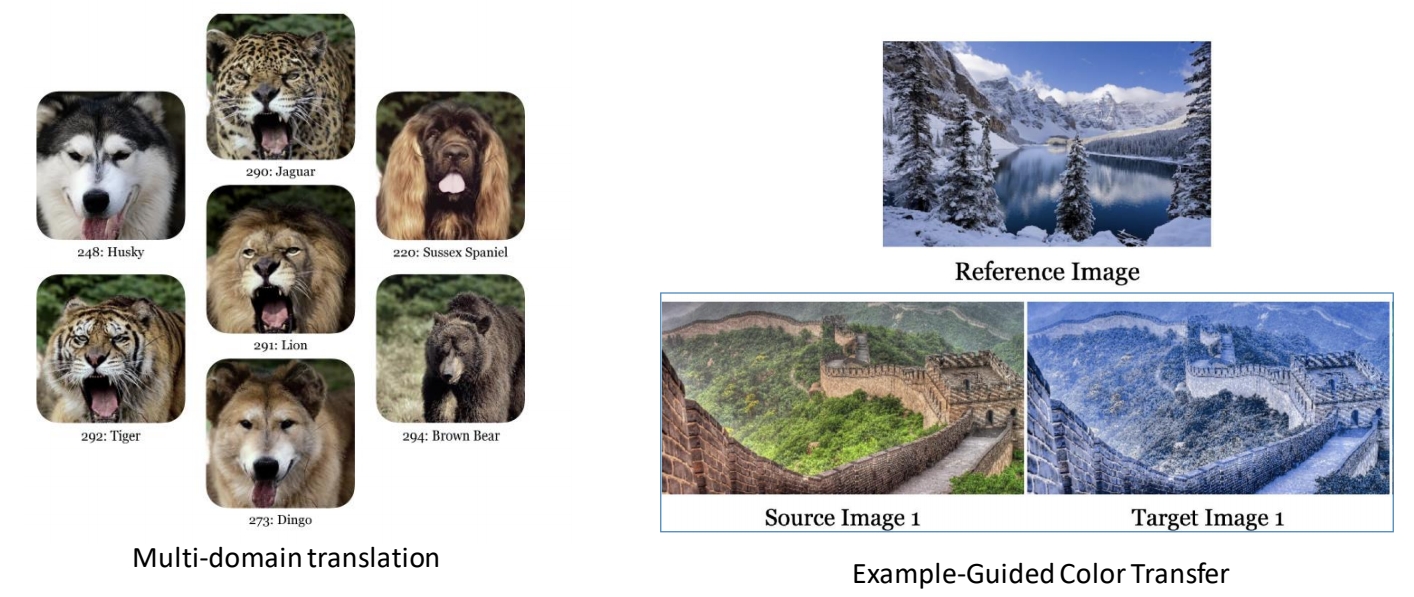 290: Jaguar
248: Husky
220: Sussex Spaniel
291: Lion
292: Tiger
294: Brown Bear
273: Dingo
Multi-domain translation
Reference Image
Source Image 1
Target Image 1
Example-Guided Color Transfer